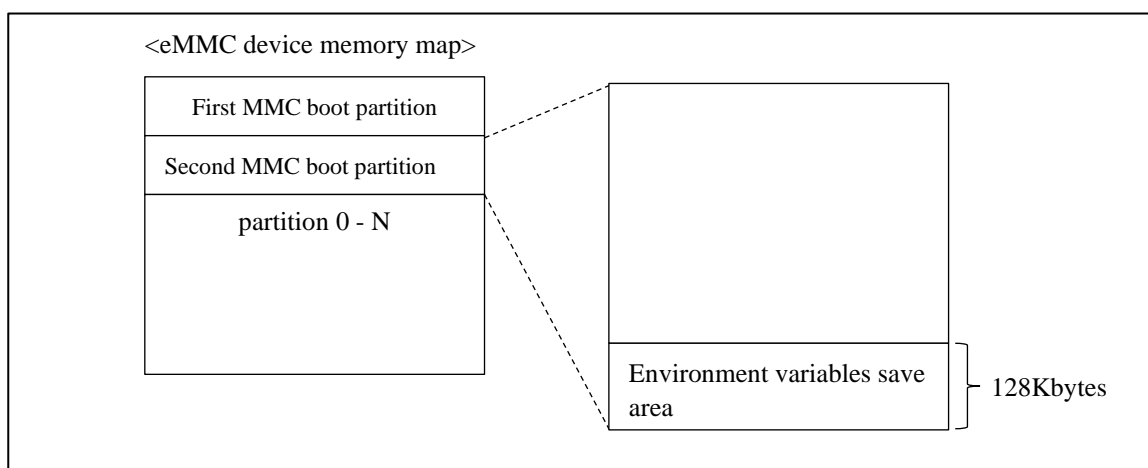 <eMMC device memory map>
First MMC boot partition
Second MMC boot partition
partition 0 - N
Environment variables save
area
128Kbytes